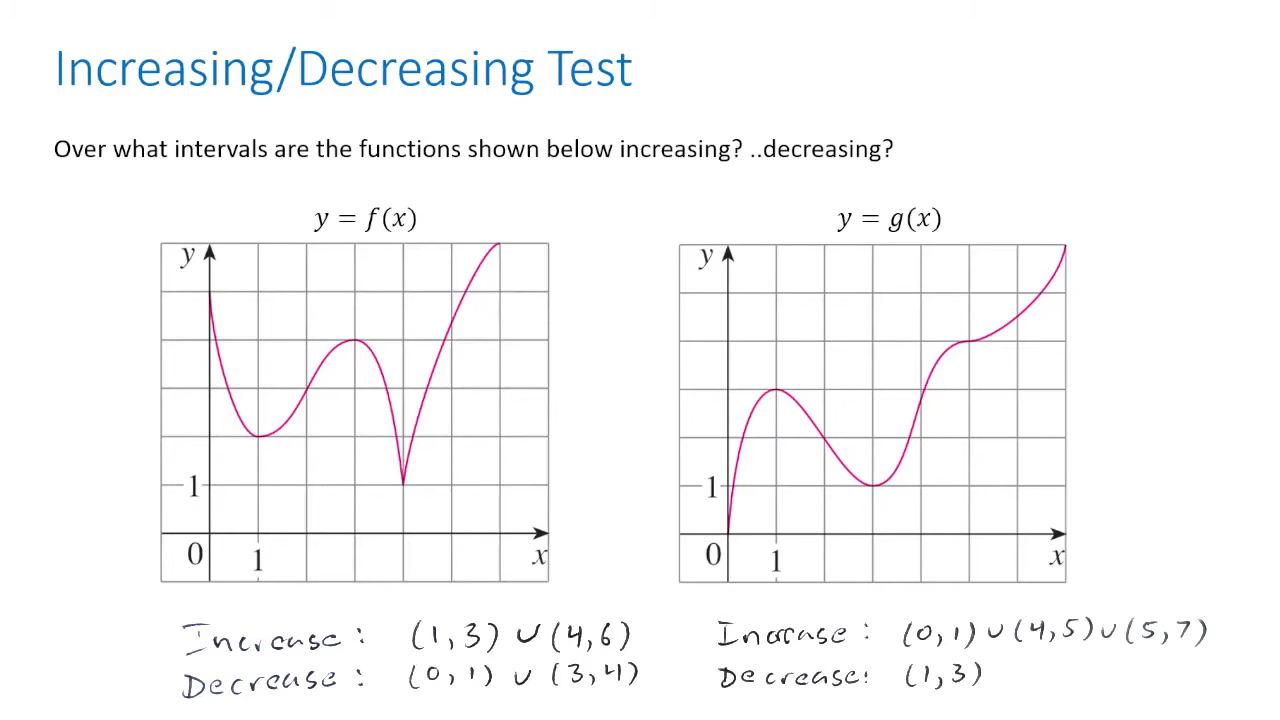 Increasing/Decreasing Test
Over what intervals are the functions shown below increasing? ..decreasing?
y = f(x)
y
1
0
1
x
Increase: (1,3) ∪ (4,6)
Decrease: (0,1) ∪ (3,4)
y = g(x)
y
1
0
1
x
Increase: (0,1) ∪ (4,5) ∪ (5,7)
Decrease: (1,3)